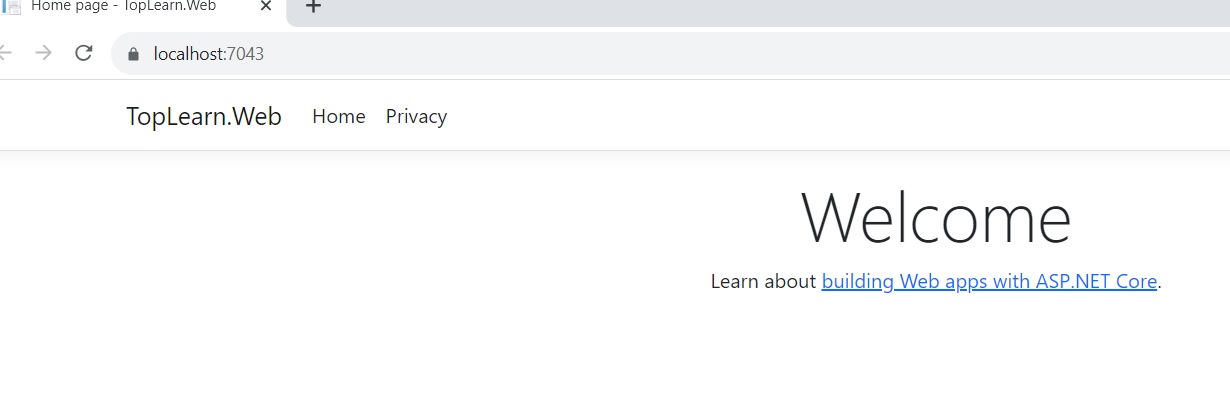 Home page - TopLearn.Web
localhost:7043
TopLearn.Web Home Privacy
Welcome
Learn about building Web apps with ASP.NET Core.